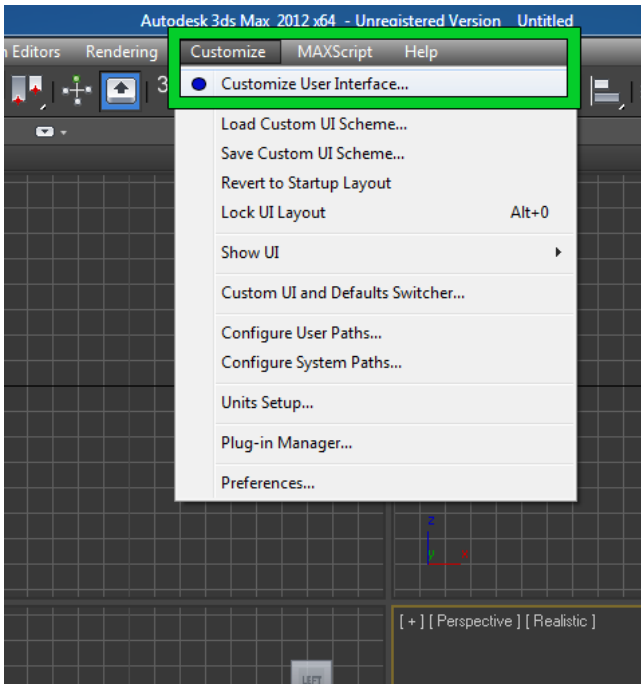 Autodesk 3ds Max 2012 x64 - Unregistered Version Untitled
Editors Rendering Customize MAXScript Help
3
Customize User Interface...
Load Custom UI Scheme...
Save Custom UI Scheme...
Revert to Startup Layout
Lock UI Layout Alt+0
Show UI
Custom UI and Defaults Switcher...
Configure User Paths...
Configure System Paths...
Units Setup...
Plug-in Manager...
Preferences...
z
y x
[ + ] [ Perspective ] [ Realistic ]
LEFT